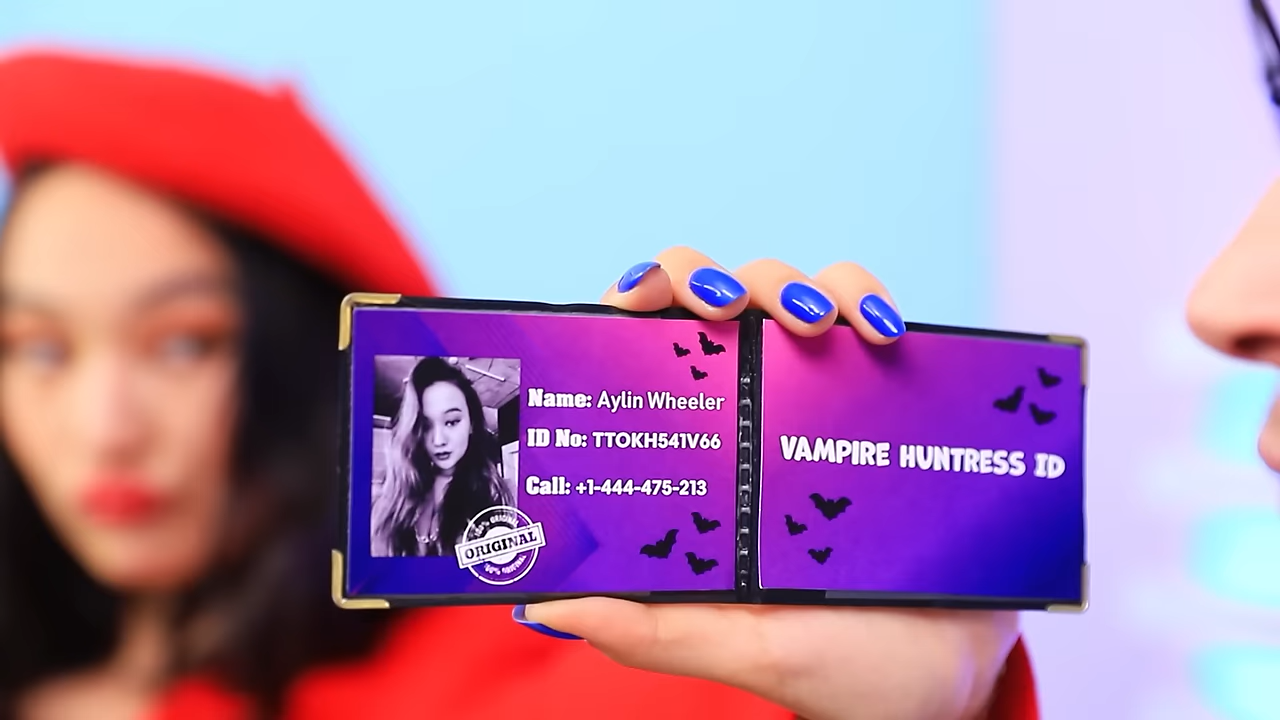 Name: Aylin Wheeler
ID No: TTOKH541V66
Call: +1-444-475-213
ORIGINAL
VAMPIRE HUNTRESS ID